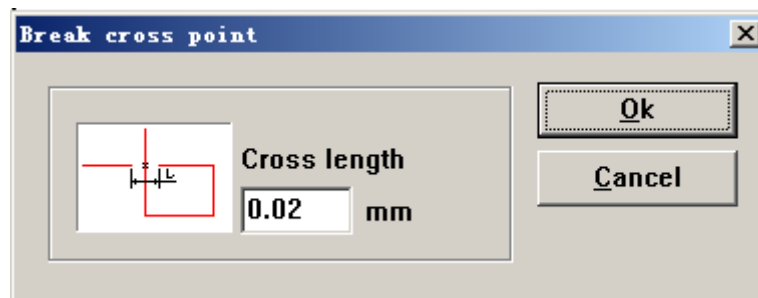 Break cross point
Ok
L
Cross length
0.02 mm
Cancel